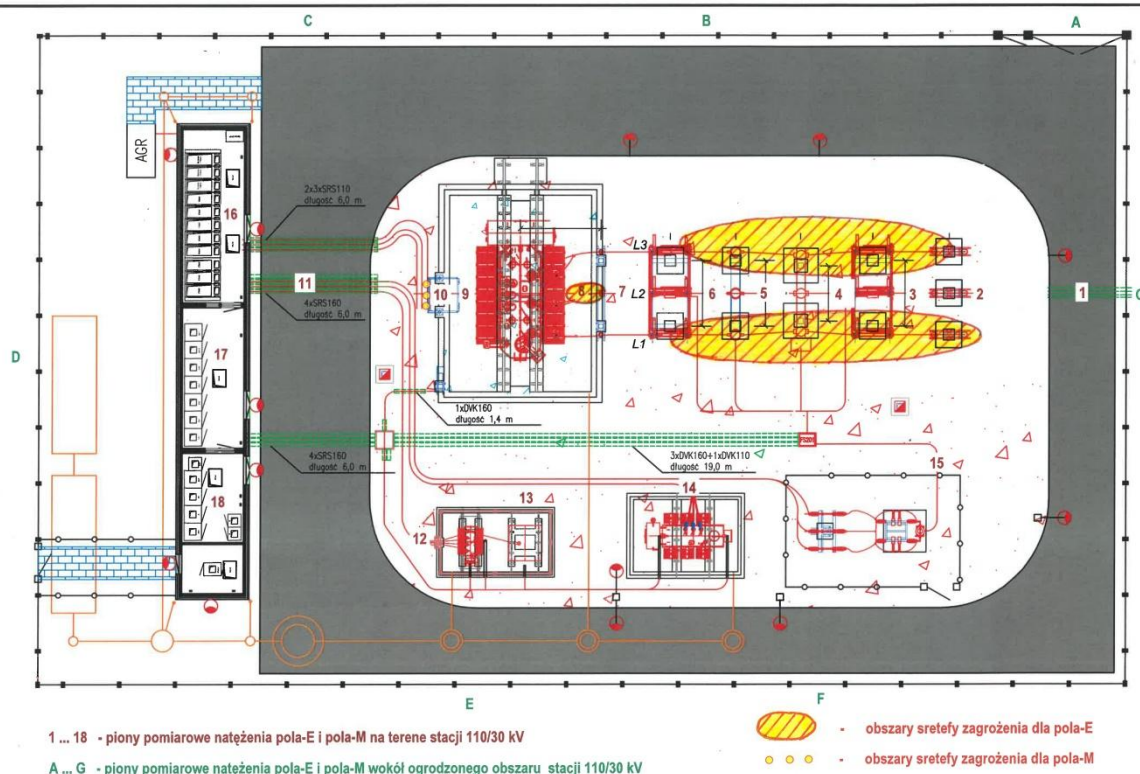 C
B
A
AGR
2x3xSRS110
długość 6,0 m
16
L3
11
10
9
8
7
L2
6
5
4
3
2
1
G
4xSRS160
długość 6,0 m
L1
D
17
1xDVK160
długość 1,4 m
4xSRS160
długość 6,0 m
3xDVK160+1xDVK110
długość 19,0 m
15
14
13
18
12
E
F
1 ... 18 - piony pomiarowe natężenia pola-E i pola-M na terene stacji 110/30 kV
- obszary sretefy zagrożenia dla pola-E
- obszary sretefy zagrożenia dla pola-M
A ... G - piony pomiarowe natężenia pola-E i pola-M wokół ogrodzonego obszaru stacji 110/30 kV